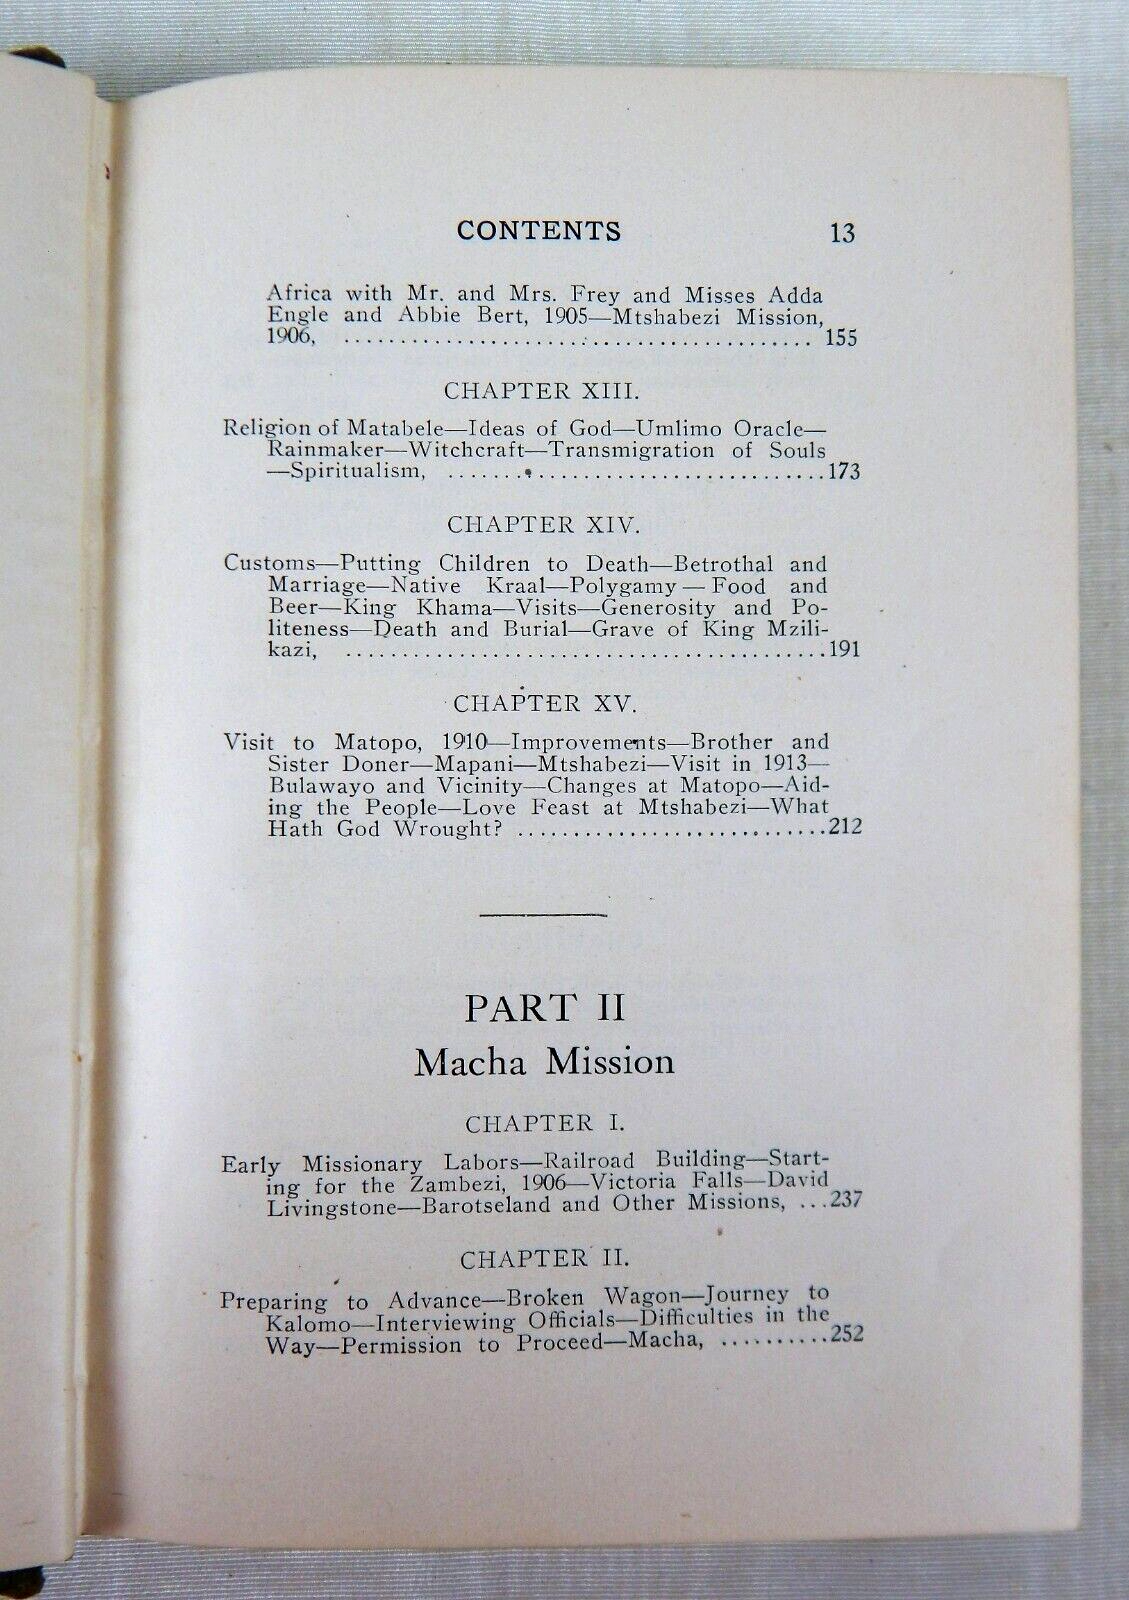 CONTENTS 13
Africa with Mr. and Mrs. Frey and Misses Adda
Engle and Abbie Bert, 1905—Mtshabezi Mission,
1906, .......................................... 155
CHAPTER XIII.
Religion of Matabele—Ideas of God—Umlimo Oracle—
Rainmaker—Witchcraft—Transmigration of Souls
—Spiritualism, ..................................173
CHAPTER XIV.
Customs—Putting Children to Death—Betrothal and
Marriage—Native Kraal—Polygamy—Food and
Beer—King Khama—Visits—Generosity and Po-
liteness—Death and Burial—Grave of King Mzili-
kazi, ...........................................191
CHAPTER XV.
Visit to Matopo, 1910—Improvements—Brother and
Sister Doner—Mapani—Mtshabezi—Visit in 1913—
Bulawayo and Vicinity—Changes at Matopo—Aid-
ing the People—Love Feast at Mtshabezi—What
Hath God Wrought? ............................212
PART II
Macha Mission
CHAPTER I.
Early Missionary Labors—Railroad Building—Start-
ing for the Zambezi, 1906—Victoria Falls—David
Livingstone—Barotseland and Other Missions, ...237
CHAPTER II.
Preparing to Advance—Broken Wagon—Journey to
Kalomo—Interviewing Officials—Difficulties in the
Way—Permission to Proceed—Macha, ..........252